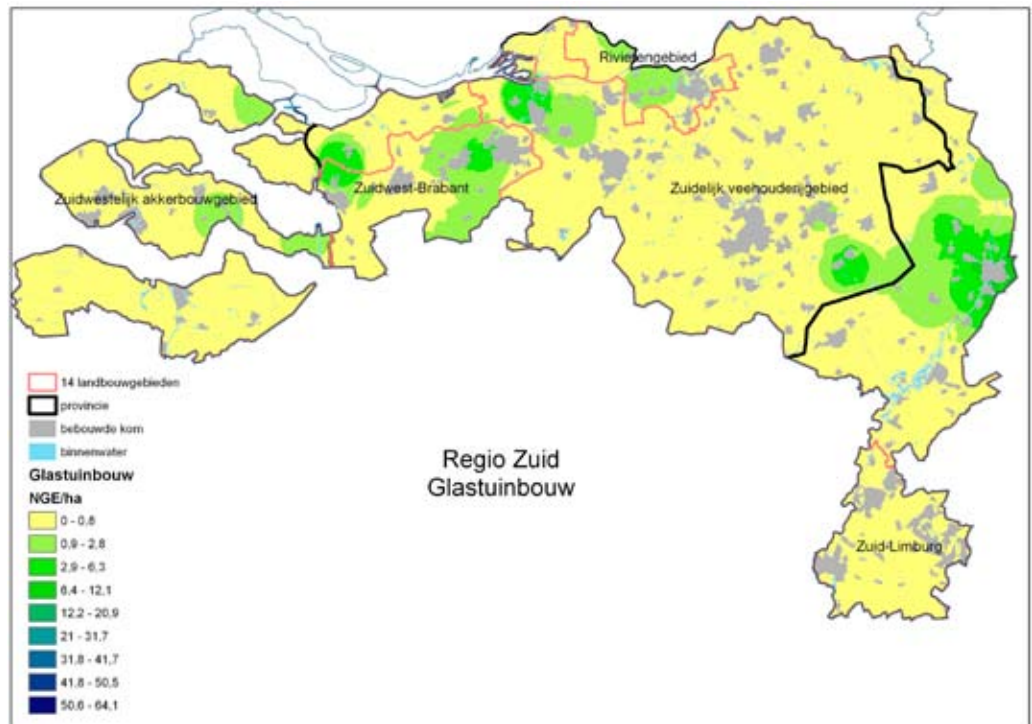 Rivierengebied
Zuidwestelijk akkerbouwgebied
Zuidwest-Brabant
Zuidelijk veehouderijgebied
14 landbouwgebieden
provincie
bebouwde kom
binnenwater
Glastuinbouw
NGE/ha
0 - 0,8
0,9 - 2,8
2,9 - 6,3
6,4 - 12,1
12,2 - 20,9
21 - 31,7
31,8 - 41,7
41,8 - 50,5
50,6 - 64,1
Regio Zuid
Glastuinbouw
Zuid-Limburg